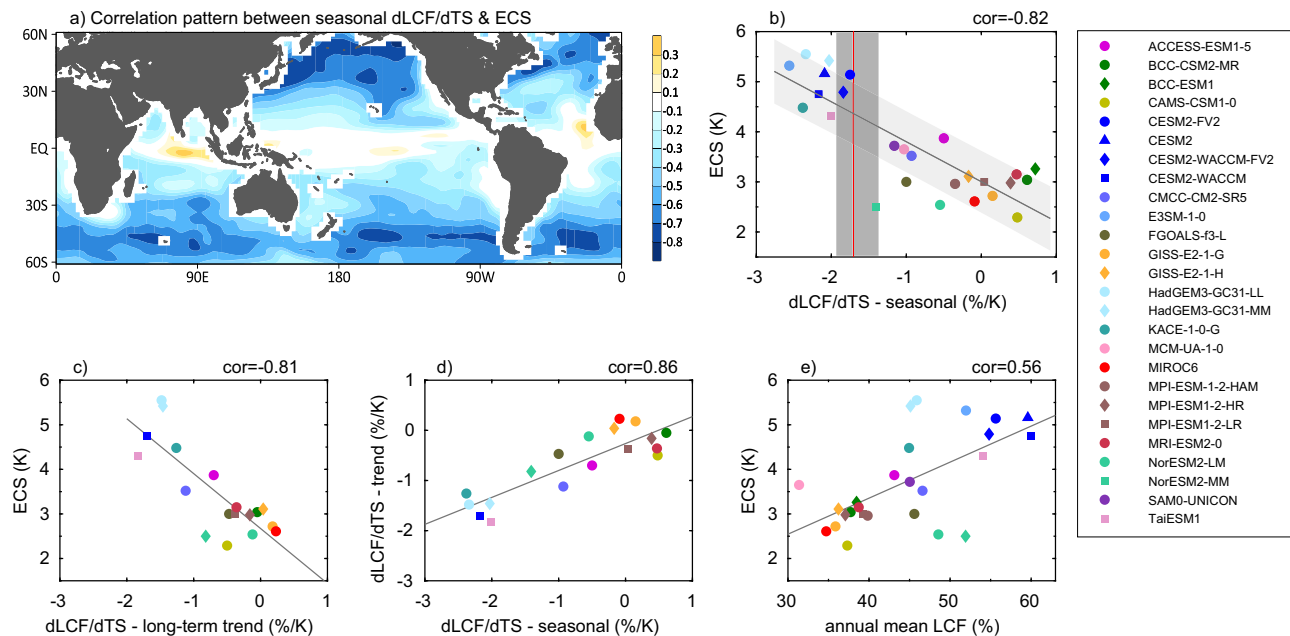 a) Correlation pattern between seasonal dLCF/dTS & ECS
60N
30N
EQ
30S
60S
0
90E
180
90W
0
0.3
0.1
-0.1
-0.2
-0.3
-0.4
-0.5
-0.6
-0.7
-0.8
b)
cor=-0.82
ECS (K)
6
5
4
3
2
-3
-2
-1
0
1
dLCF/dTS - seasonal (%/K)
ACCESS-ESM1-5
BCC-CSM2-MR
BCC-ESM1
CAMS-CSM1-0
CESM2-FV2
CESM2
CESM2-WACCM-FV2
CESM2-WACCM
CMCC-CM2-SR5
E3SM-1-0
FGOALS-f3-L
GISS-E2-1-G
GISS-E2-1-H
HadGEM3-GC31-LL
HadGEM3-GC31-MM
KACE-1-0-G
MCM-UA-1-0
MIROC6
MPI-ESM-1-2-HAM
MPI-ESM1-2-HR
MPI-ESM1-2-LR
MRI-ESM2-0
NorESM2-LM
NorESM2-MM
SAM0-UNICON
TaiESM1
c)
cor=-0.81
ECS (K)
6
5
4
3
2
-3
-2
-1
0
1
dLCF/dTS - long-term trend (%/K)
d)
cor=0.86
dLCF/dTS - trend (%/K)
1
0
-1
-2
-3
-3
-2
-1
0
1
dLCF/dTS - seasonal (%/K)
e)
cor=0.56
ECS (K)
6
5
4
3
2
30
40
50
60
annual mean LCF (%)